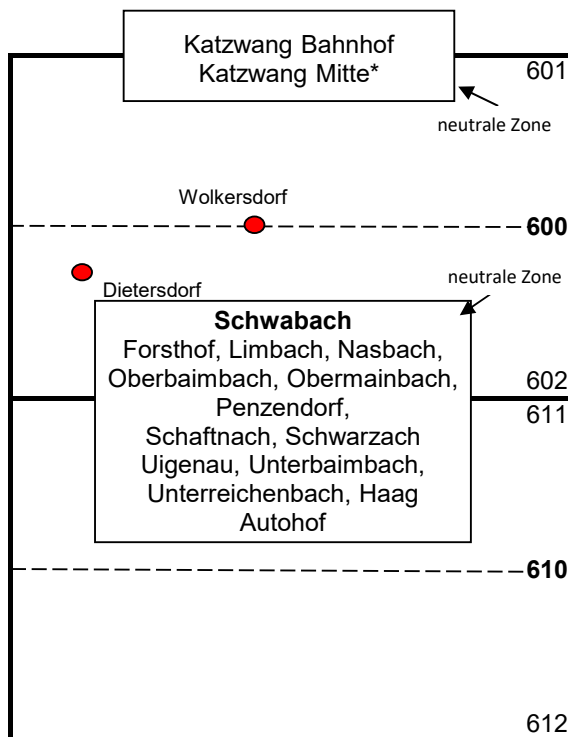 Katzwang Bahnhof
Katzwang Mitte*
601
neutrale Zone
Wolkersdorf
600
neutrale Zone
Dietersdorf
Schwabach
Forsthof, Limbach, Nasbach,
Oberbaimbach, Obermainbach,
Penzendorf,
Schaftnach, Schwarzach
Uigenau, Unterbaimbach,
Unterreichenbach, Haag
Autohof
602
611
610
612